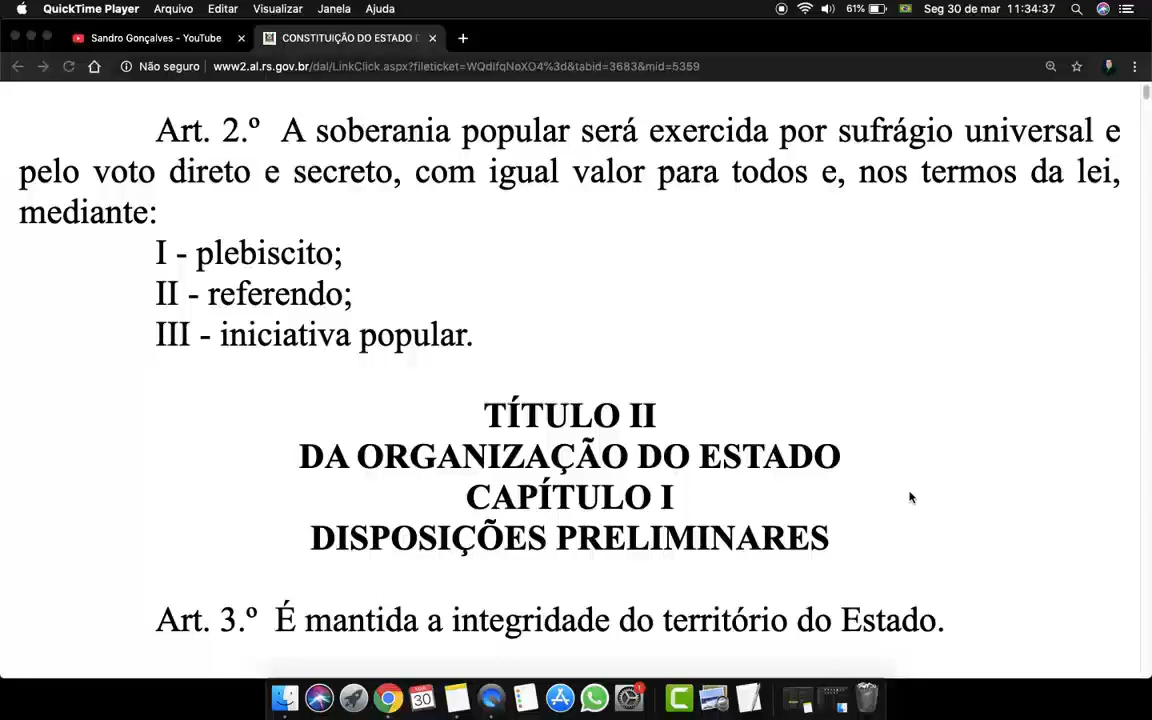 QuickTime Player Arquivo Editar Visualizar Janela Ajuda 61% Seg 30 de mar 11:34:37
Sandro Gonçalves - YouTube CONSTITUIÇÃO DO ESTADO
Não seguro www2.al.rs.gov.br/dal/LinkClick.aspx?fileticket=WQdIfqNoXO4%3d&tabid=3683&mid=5359
Art. 2.º A soberania popular será exercida por sufrágio universal e
pelo voto direto e secreto, com igual valor para todos e, nos termos da lei,
mediante:
I - plebiscito;
II - referendo;
III - iniciativa popular.
TÍTULO II
DA ORGANIZAÇÃO DO ESTADO
CAPÍTULO I
DISPOSIÇÕES PRELIMINARES
Art. 3.º É mantida a integridade do território do Estado.
30
1